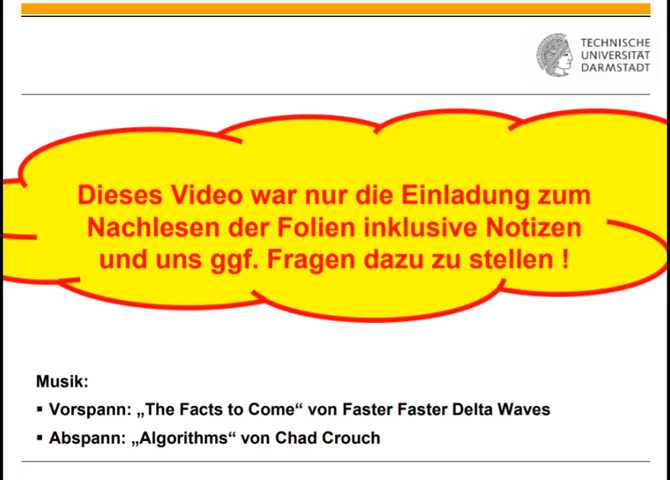 TECHNISCHE
UNIVERSITÄT
DARMSTADT
Dieses Video war nur die Einladung zum
Nachlesen der Folien inklusive Notizen
und uns ggf. Fragen dazu zu stellen !
Musik:
▪ Vorspann: „The Facts to Come“ von Faster Faster Delta Waves
▪ Abspann: „Algorithms“ von Chad Crouch